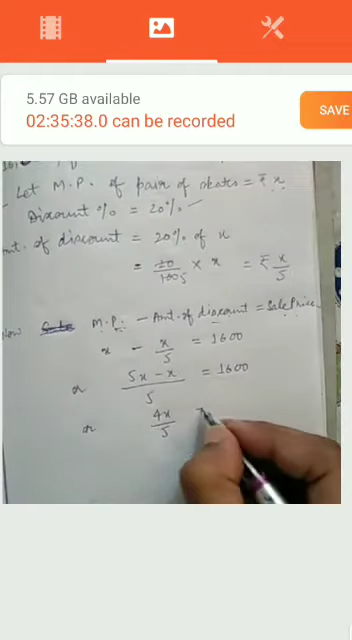 5.57 GB available
02:35:38.0 can be recorded
SAVE
Let M.P. of pair of skates = ₹ x.
Discount % = 20%
Amt. of discount = 20% of x
= 20/100 5 × x = ₹ x/5
Now M.P. - Amt. of discount = Sale Price
x - x/5 = 1600
or 5x - x/5 = 1600
or 4x/5